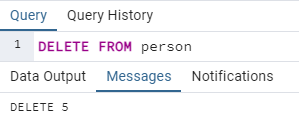 Query Query History
1 DELETE FROM person
Data Output Messages Notifications
DELETE 5